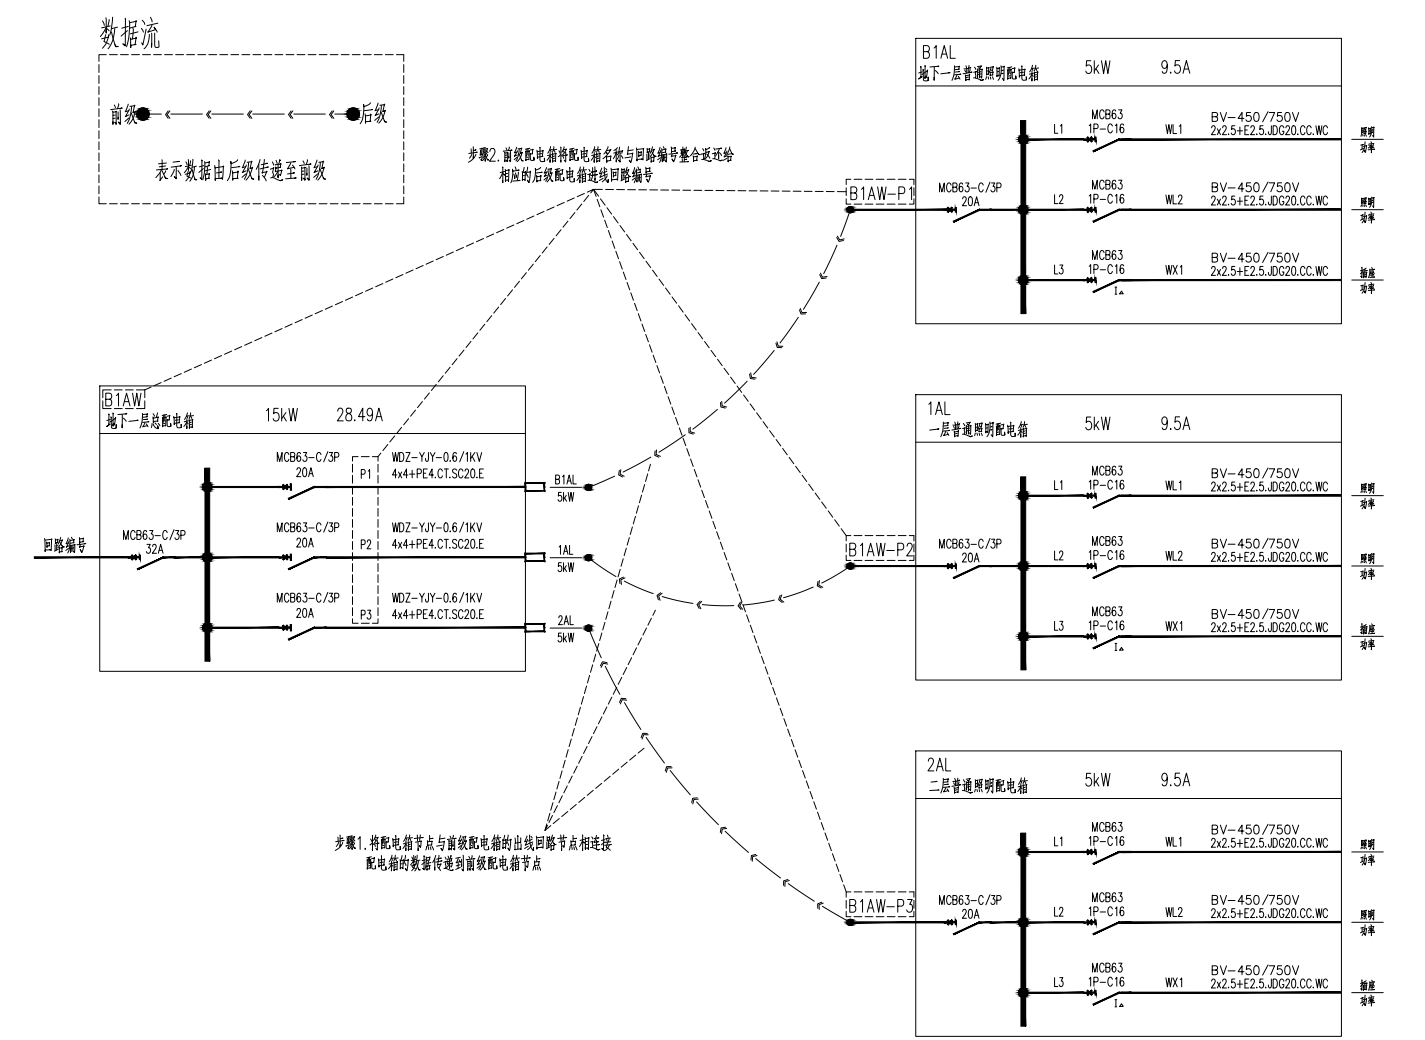 数据流
前级
后级
表示数据由后级传递至前级
步骤2.前级配电箱将配电箱名称与回路编号整合返还给
相应的后级配电箱进线回路编号
B1AW
地下一层总配电箱
15kW
28.49A
回路编号
MCB63-C/3P
32A
MCB63-C/3P
20A
P1
WDZ-YJY-0.6/1KV
4x4+PE4.CT.SC20.E
B1AL
5kW
MCB63-C/3P
20A
P2
WDZ-YJY-0.6/1KV
4x4+PE4.CT.SC20.E
1AL
5kW
MCB63-C/3P
20A
P3
WDZ-YJY-0.6/1KV
4x4+PE4.CT.SC20.E
2AL
5kW
步骤1.将配电箱节点与前级配电箱的出线回路节点相连接
配电箱的数据传递到前级配电箱节点
B1AL
地下一层普通照明配电箱
5kW
9.5A
B1AW-P1
MCB63-C/3P
20A
L1
MCB63
1P-C16
WL1
BV-450/750V
2x2.5+E2.5.JDG20.CC.WC
照明
功率
L2
MCB63
1P-C16
WL2
BV-450/750V
2x2.5+E2.5.JDG20.CC.WC
照明
功率
L3
MCB63
1P-C16
I△
WX1
BV-450/750V
2x2.5+E2.5.JDG20.CC.WC
插座
功率
1AL
一层普通照明配电箱
5kW
9.5A
B1AW-P2
MCB63-C/3P
20A
L1
MCB63
1P-C16
WL1
BV-450/750V
2x2.5+E2.5.JDG20.CC.WC
照明
功率
L2
MCB63
1P-C16
WL2
BV-450/750V
2x2.5+E2.5.JDG20.CC.WC
照明
功率
L3
MCB63
1P-C16
I△
WX1
BV-450/750V
2x2.5+E2.5.JDG20.CC.WC
插座
功率
2AL
二层普通照明配电箱
5kW
9.5A
B1AW-P3
MCB63-C/3P
20A
L1
MCB63
1P-C16
WL1
BV-450/750V
2x2.5+E2.5.JDG20.CC.WC
照明
功率
L2
MCB63
1P-C16
WL2
BV-450/750V
2x2.5+E2.5.JDG20.CC.WC
照明
功率
L3
MCB63
1P-C16
I△
WX1
BV-450/750V
2x2.5+E2.5.JDG20.CC.WC
插座
功率